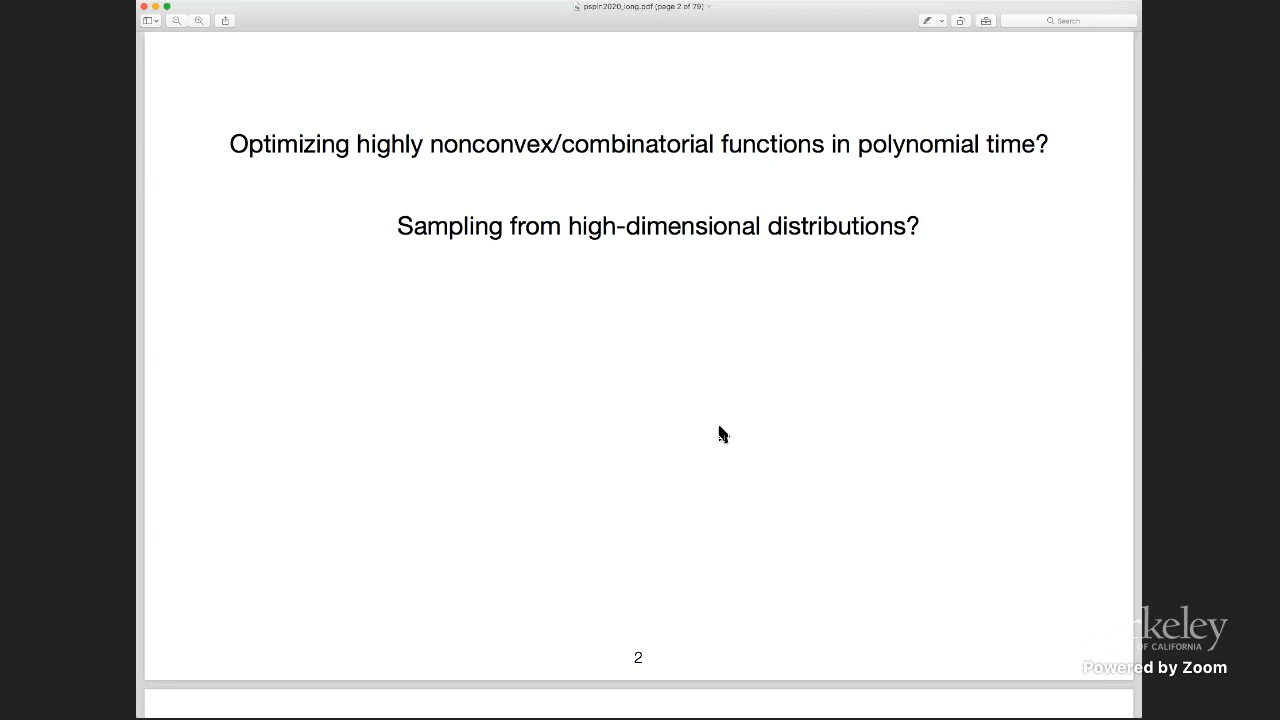 pspin2020_long.pdf (page 2 of 79)
Search
Optimizing highly nonconvex/combinatorial functions in polynomial time?
Sampling from high-dimensional distributions?
2
rkeley
OF CALIFORNIA
Powered by Zoom